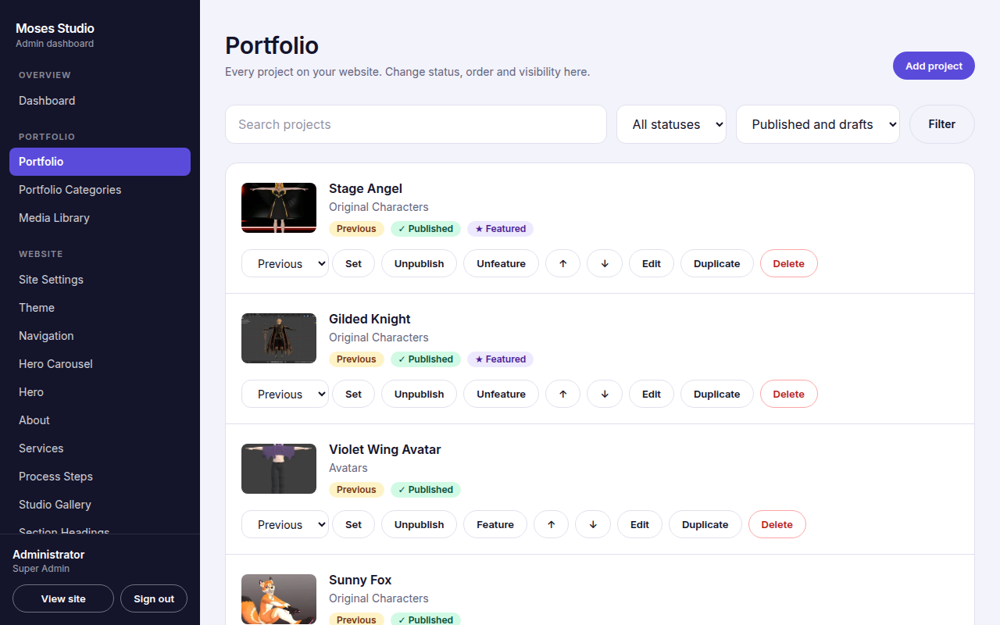 Moses Studio
Admin dashboard
OVERVIEW
Dashboard
PORTFOLIO
Portfolio
Portfolio Categories
Media Library
WEBSITE
Site Settings
Theme
Navigation
Hero Carousel
Hero
About
Services
Process Steps
Studio Gallery
Section Headings
Administrator
Super Admin
View site Sign out
Portfolio
Every project on your website. Change status, order and visibility here.
Add project
Search projects All statuses Published and drafts Filter
Stage Angel
Original Characters
Previous ✓ Published ★ Featured
Previous Set Unpublish Unfeature ↑ ↓ Edit Duplicate Delete
Gilded Knight
Original Characters
Previous ✓ Published ★ Featured
Previous Set Unpublish Unfeature ↑ ↓ Edit Duplicate Delete
Violet Wing Avatar
Avatars
Previous ✓ Published
Previous Set Unpublish Feature ↑ ↓ Edit Duplicate Delete
Sunny Fox
Original Characters
Previous ✓ Published